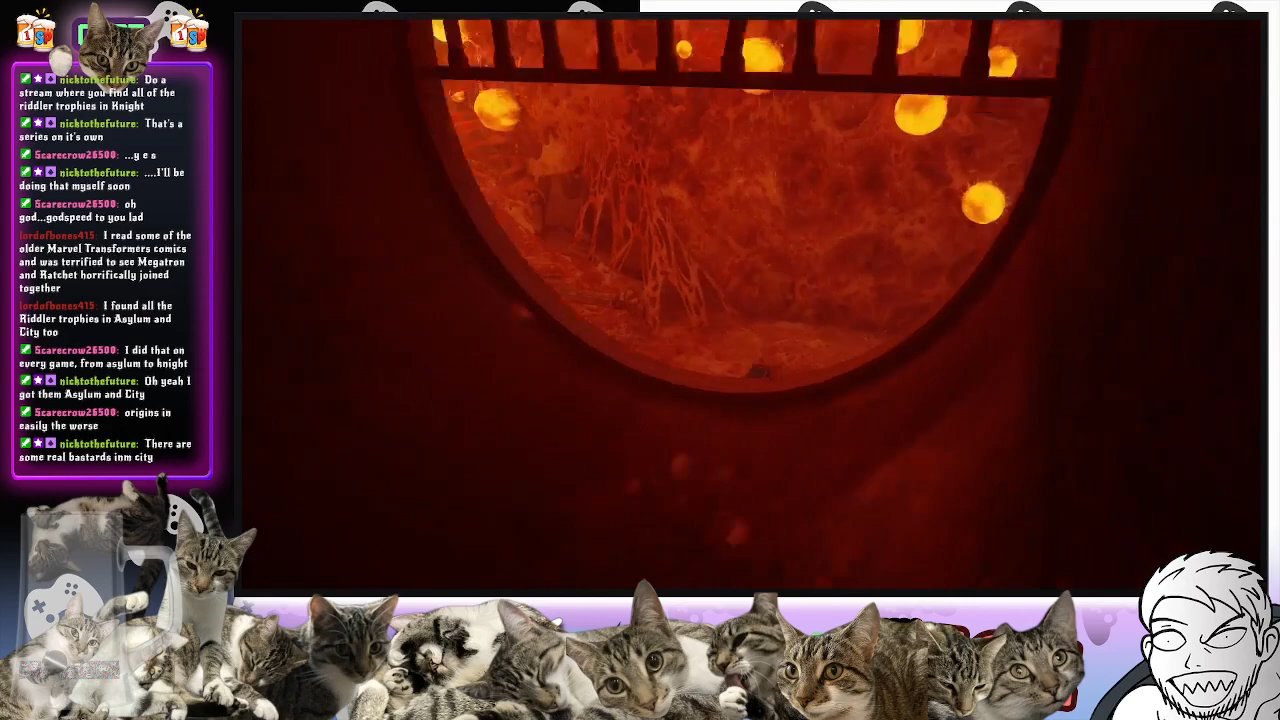 1 SP
1 SP
nicktothefuture: Do a
stream where you find all of the
riddler trophies in Knight
nicktothefuture: That's a
series on it's own
Scarecrow26500: ...y e s
nicktothefuture: ....I'll be
doing that myself soon
Scarecrow26500: oh
god...godspeed to you lad
lordofbones415: I read some of the
older Marvel Transformers comics
and was terrified to see Megatron
and Ratchet horrifically joined
together
lordofbones415: I found all the
Riddler trophies in Asylum and
City too
Scarecrow26500: I did that on
every game, from asylum to knight
nicktothefuture: Oh yeah I
got them Asylum and City
Scarecrow26500: origins in
easily the worse
nicktothefuture: There are
some real bastards inm city